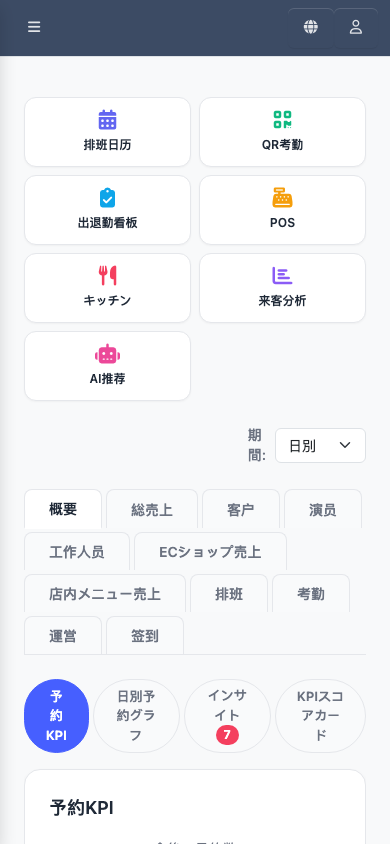 排班日历
QR考勤
出退勤看板
POS
キッチン
来客分析
AI推荐
期
間:
日別
概要
総売上
客户
演员
工作人员
ECショップ売上
店内メニュー売上
排班
考勤
運営
签到
予
約
KPI
日別予
約グラ
フ
インサ
イト
7
KPIスコ
アカー
ド
予約KPI